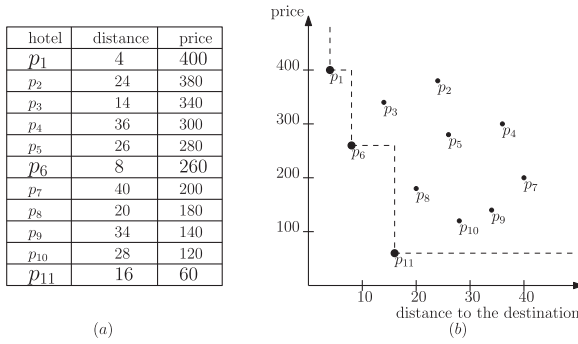 hotel distance price
p1 4 400
p2 24 380
p3 14 340
p4 36 300
p5 26 280
p6 8 260
p7 40 200
p8 20 180
p9 34 140
p10 28 120
p11 16 60
(a)
price
400
300
200
100
p1
p2
p3
p4
p5
p6
p7
p8
p9
p10
p11
10 20 30 40
distance to the destination
(b)